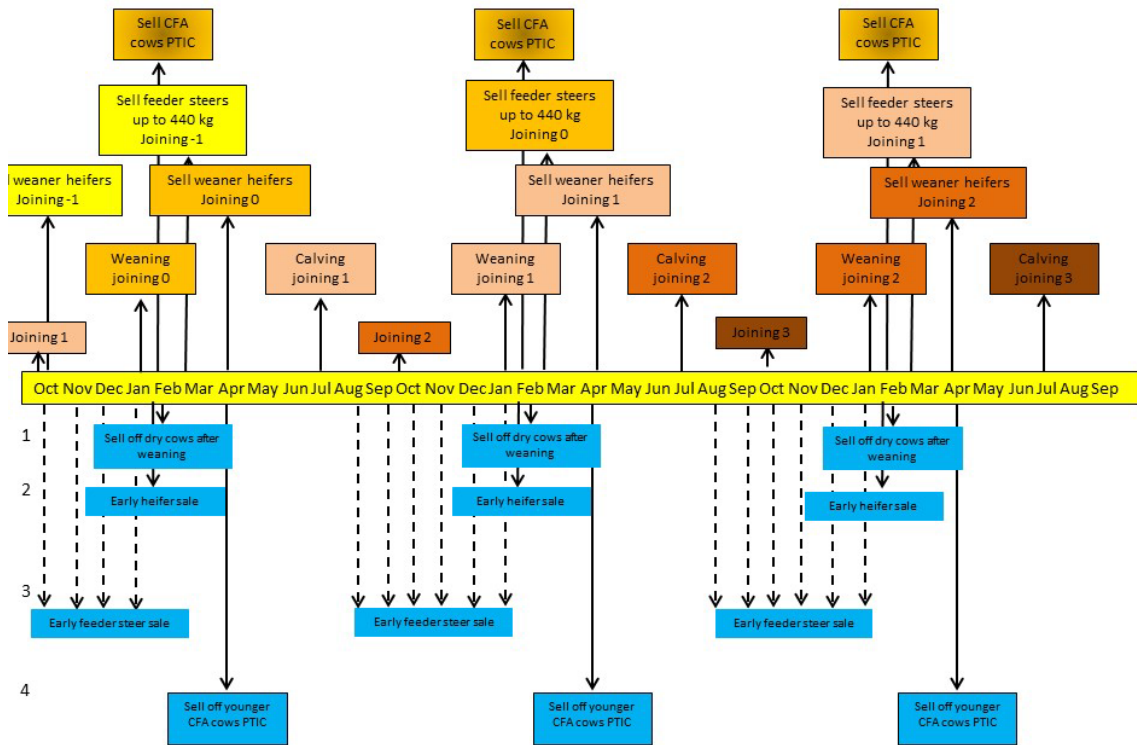 Sell CFA
cows PTIC
Sell CFA
cows PTIC
Sell CFA
cows PTIC
Sell feeder steers
up to 440 kg
Joining -1
Sell feeder steers
up to 440 kg
Joining 0
Sell feeder steers
up to 440 kg
Joining 1
ll weaner heifers
Joining -1
Sell weaner heifers
Joining 0
Sell weaner heifers
Joining 1
Sell weaner heifers
Joining 2
Weaning
joining 0
Calving
joining 1
Weaning
joining 1
Calving
joining 2
Weaning
joining 2
Calving
joining 3
Joining 1
Joining 2
Joining 3
Oct Nov Dec Jan Feb Mar Apr May Jun Jul Aug Sep Oct Nov Dec Jan Feb Mar Apr May Jun Jul Aug Sep Oct Nov Dec Jan Feb Mar Apr May Jun Jul Aug Sep
1
Sell off dry cows after
weaning
Sell off dry cows after
weaning
Sell off dry cows after
weaning
2
Early heifer sale
Early heifer sale
Early heifer sale
3
Early feeder steer sale
Early feeder steer sale
Early feeder steer sale
4
Sell off younger
CFA cows PTIC
Sell off younger
CFA cows PTIC
Sell off younger
CFA cows PTIC